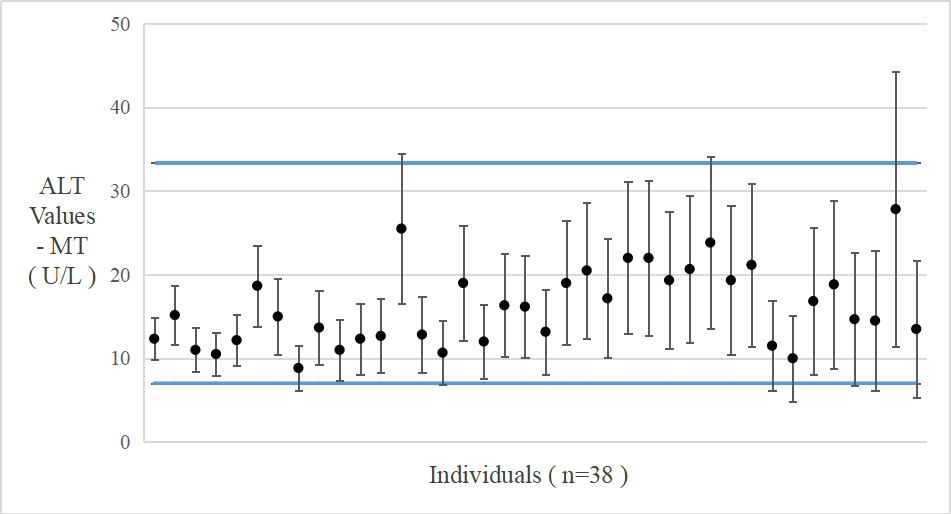 50
40
30
20
10
0
ALT
Values
- MT
( U/L )
Individuals ( n=38 )